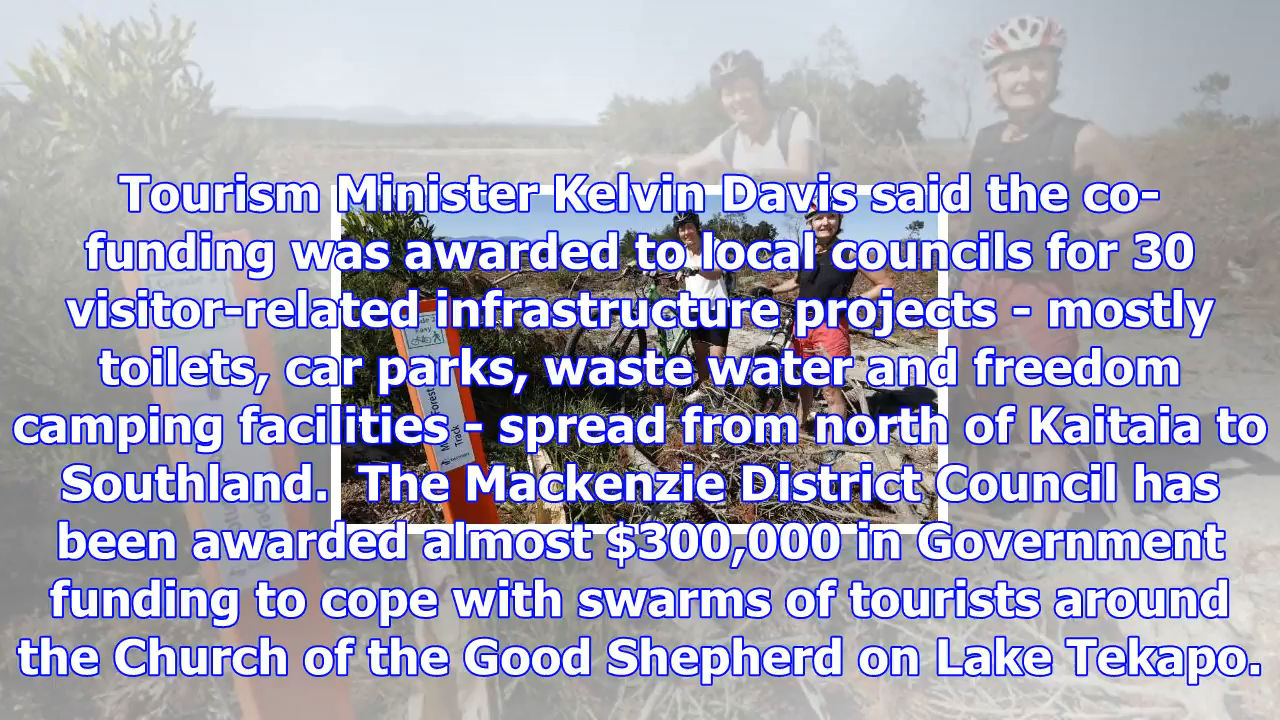 Tourism Minister Kelvin Davis said the co-
funding was awarded to local councils for 30
visitor-related infrastructure projects - mostly
toilets, car parks, waste water and freedom
camping facilities - spread from north of Kaitaia to
Southland.  The Mackenzie District Council has
been awarded almost $300,000 in Government
funding to cope with swarms of tourists around
the Church of the Good Shepherd on Lake Tekapo.
Easy
Forest
Track